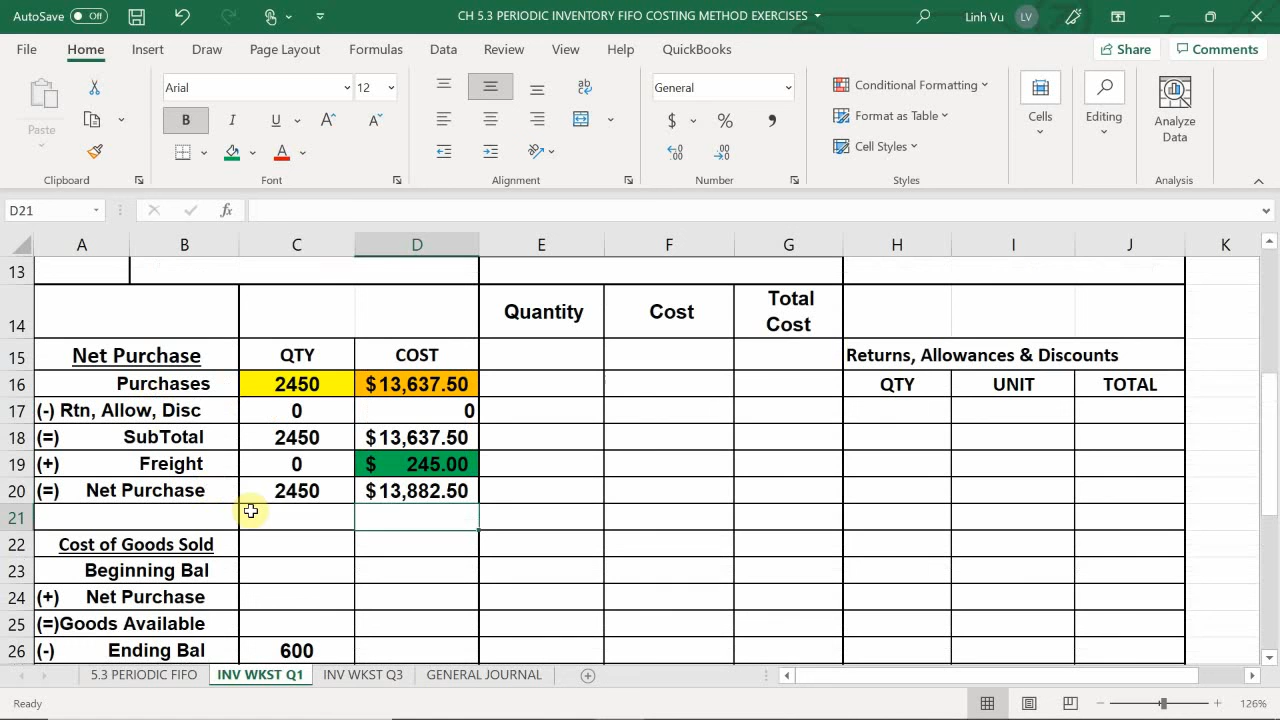 AutoSave Off CH 5.3 PERIODIC INVENTORY FIFO COSTING METHOD EXERCISES Linh Vu LV
File Home Insert Draw Page Layout Formulas Data Review View Help QuickBooks Share Comments
Paste Arial 12 General Conditional Formatting Format as Table Cell Styles Cells Editing Analyze Data
Clipboard Font Alignment Number Styles Analysis
D21 fx
A B C D E F G H I J K
13
14 Quantity Cost Total Cost
15 Net Purchase QTY COST Returns, Allowances & Discounts
16 Purchases 2450 $13,637.50 QTY UNIT TOTAL
17 (-) Rtn, Allow, Disc 0 0
18 (=) SubTotal 2450 $13,637.50
19 (+) Freight 0 $ 245.00
20 (=) Net Purchase 2450 $13,882.50
21
22 Cost of Goods Sold
23 Beginning Bal
24 (+) Net Purchase
25 (=)Goods Available
26 (-) Ending Bal 600
5.3 PERIODIC FIFO INV WKST Q1 INV WKST Q3 GENERAL JOURNAL
Ready 126%